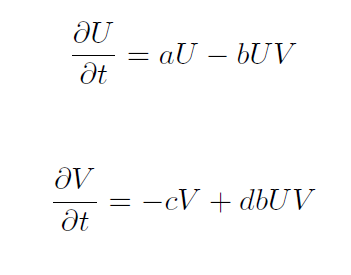 ∂U/∂t = aU − bUV
∂V/∂t = −cV + dbUV